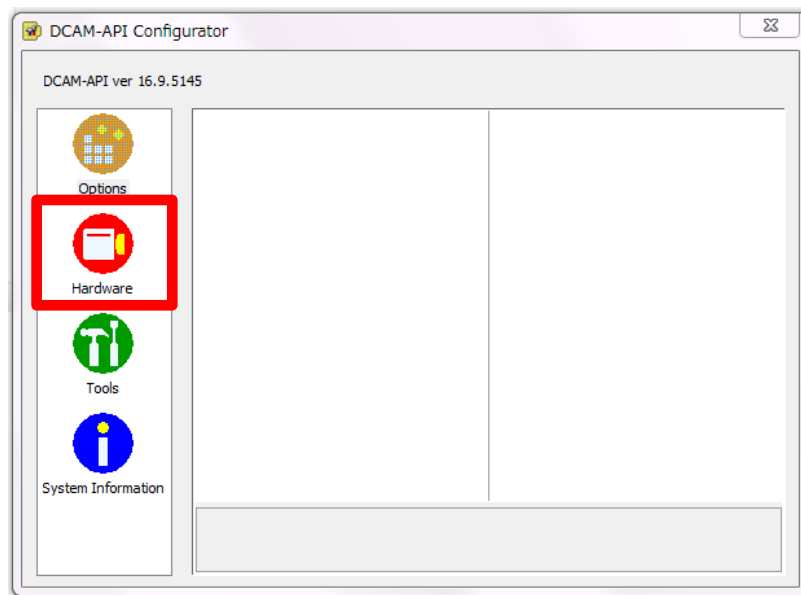 DCAM-API Configurator
DCAM-API ver 16.9.5145
Options
Hardware
Tools
System Information